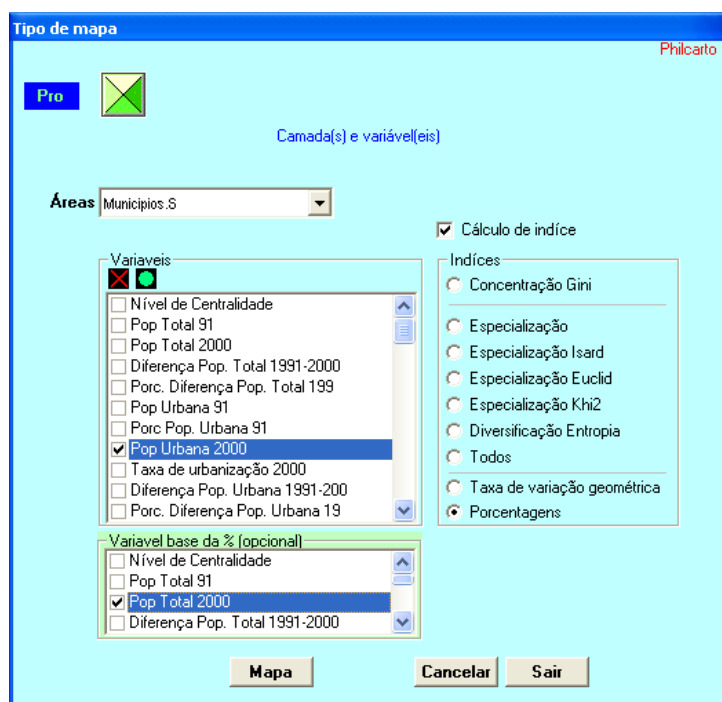 Tipo de mapa
Philcarto
Pro
Camada(s) e variável(eis)
Áreas
Municipios.S
Cálculo de indíce
Variaveis
Nível de Centralidade
Pop Total 91
Pop Total 2000
Diferença Pop. Total 1991-2000
Porc. Diferença Pop. Total 199
Pop Urbana 91
Porc Pop. Urbana 91
Pop Urbana 2000
Taxa de urbanização 2000
Diferença Pop. Urbana 1991-200
Porc. Diferença Pop. Urbana 19
Indíces
Concentração Gini
Especialização
Especialização Isard
Especialização Euclid
Especialização Khi2
Diversificação Entropia
Todos
Taxa de variação geométrica
Porcentagens
Variavel base da % (opcional)
Nível de Centralidade
Pop Total 91
Pop Total 2000
Diferença Pop. Total 1991-2000
Mapa
Cancelar
Sair